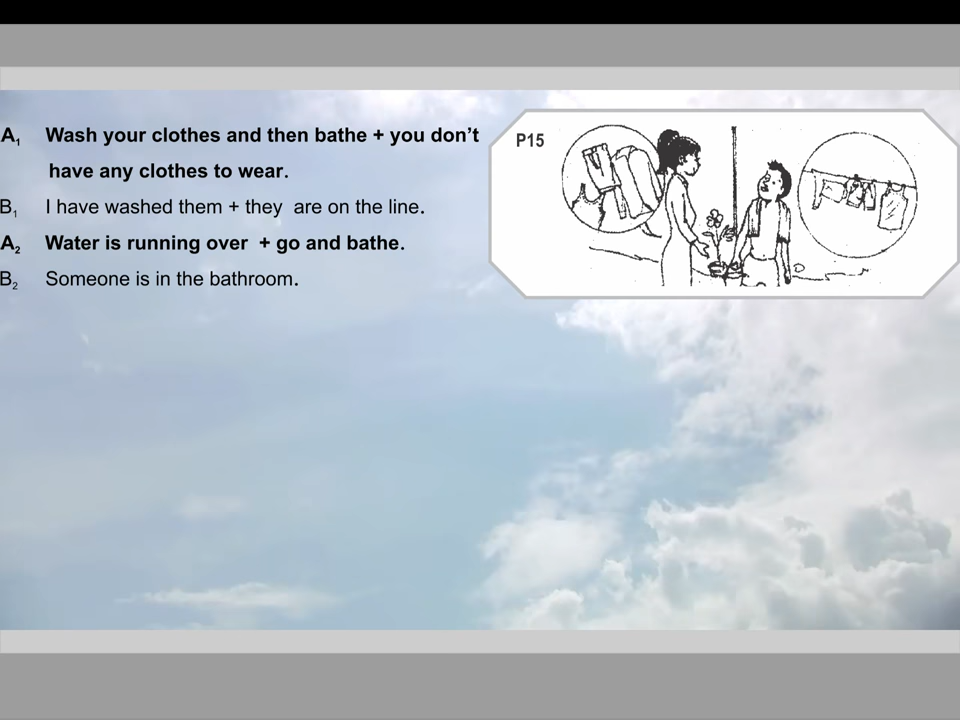 A₁ Wash your clothes and then bathe + you don’t
have any clothes to wear.
B₁ I have washed them + they are on the line.
A₂ Water is running over + go and bathe.
B₂ Someone is in the bathroom.
P15